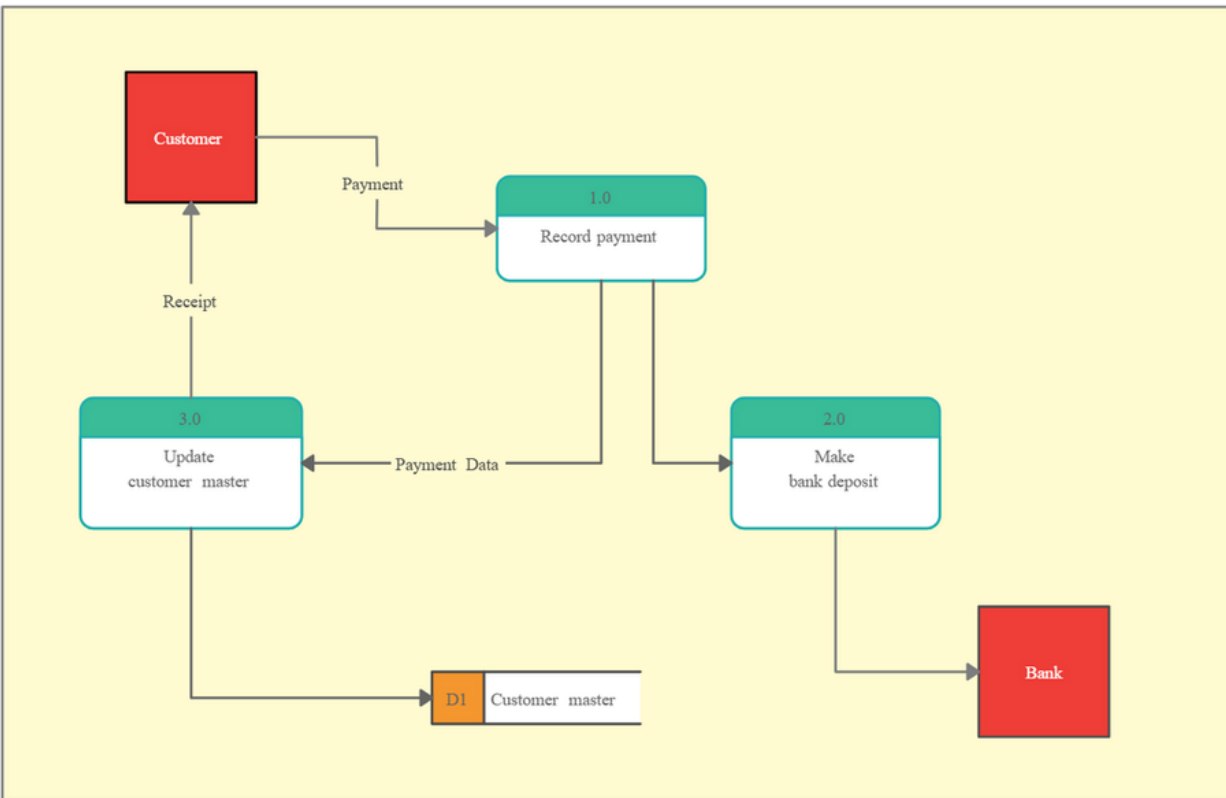 Customer
Payment
1.0
Record payment
Receipt
3.0
Update
customer master
Payment Data
2.0
Make
bank deposit
Bank
D1
Customer master